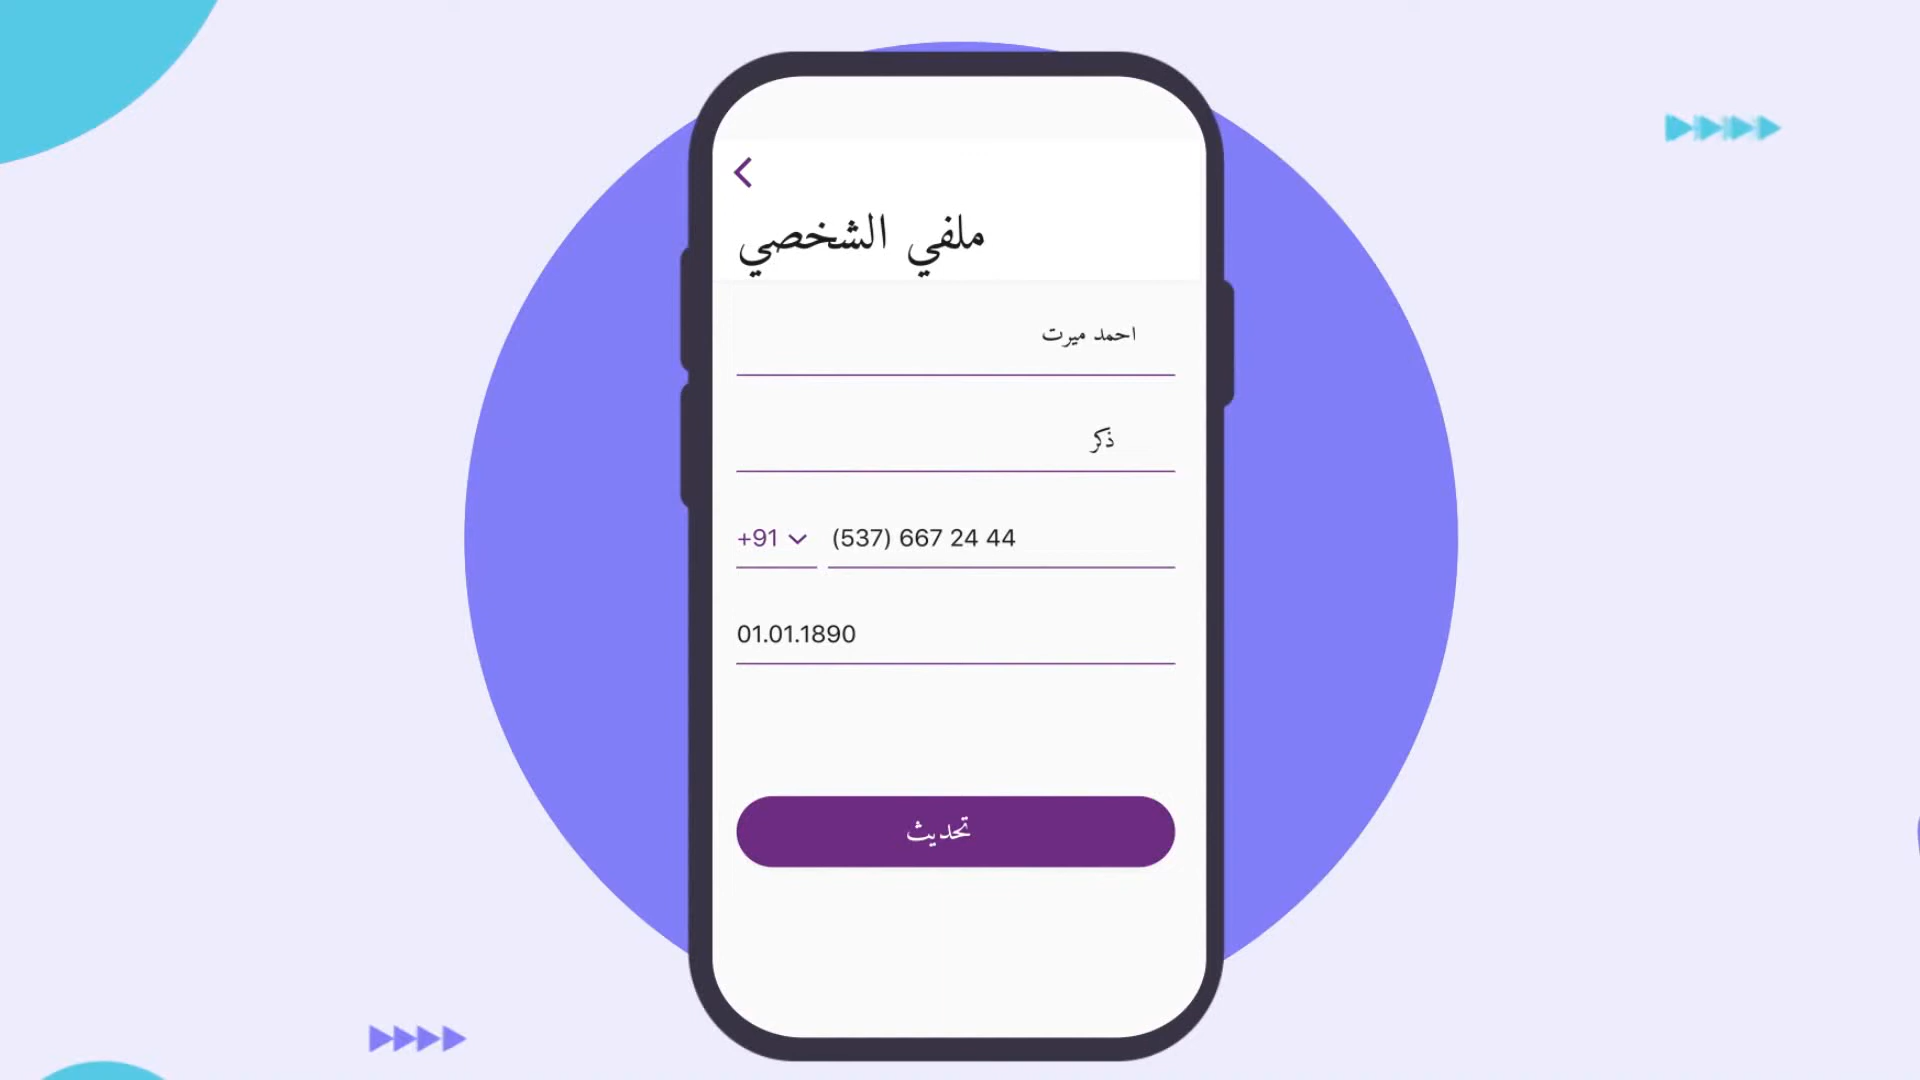 ملفي الشخصي
احمد ميرت
ذكر
+91 (537) 667 24 44
01.01.1890
تحديث